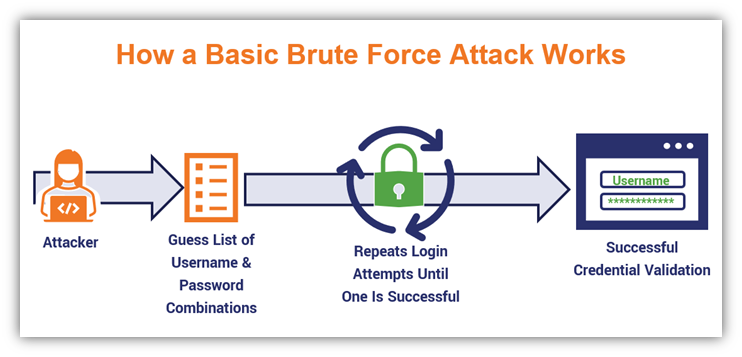 How a Basic Brute Force Attack Works
Attacker
Guess List of
Username &
Password
Combinations
Repeats Login
Attempts Until
One Is Successful
Username
************
Successful
Credential Validation